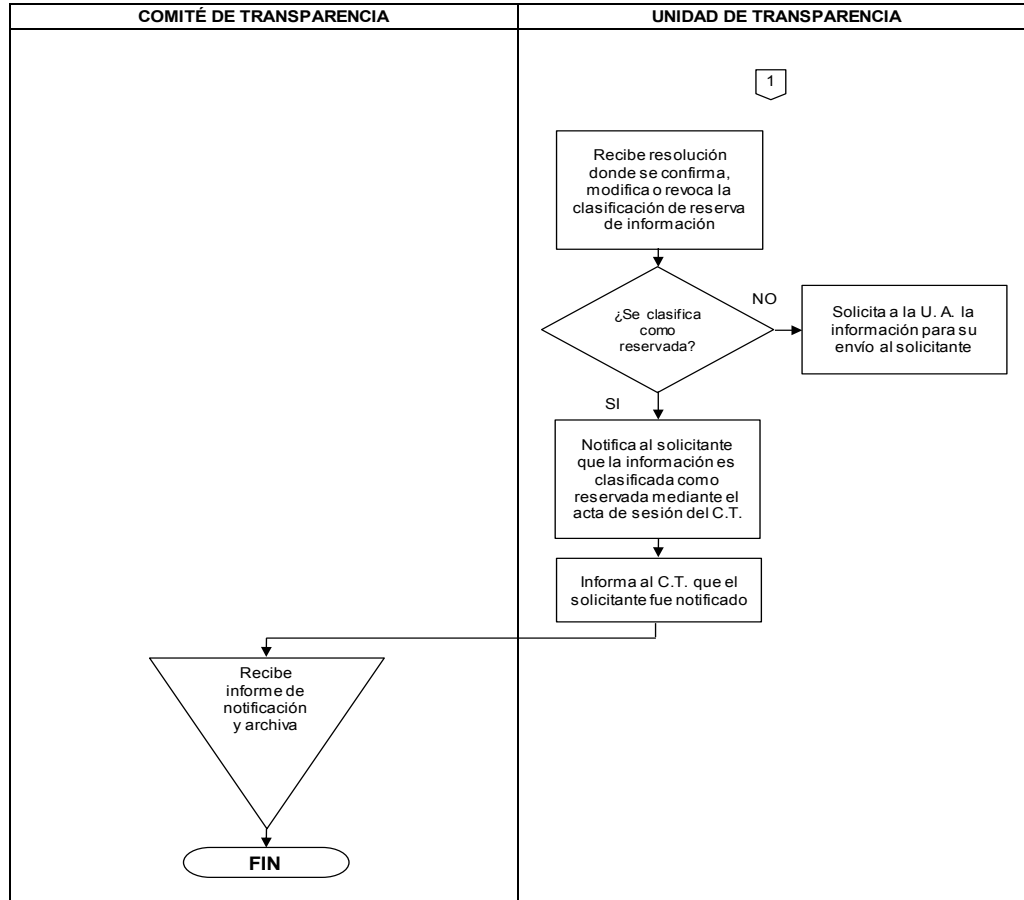 COMITÉ DE TRANSPARENCIA
UNIDAD DE TRANSPARENCIA
1
Recibe resolución
donde se confirma,
modifica o revoca la
clasificación de reserva
de información
¿Se clasifica
como
reservada?
NO
Solicita a la U. A. la
información para su
envío al solicitante
SI
Notifica al solicitante
que la información es
clasificada como
reservada mediante el
acta de sesión del C.T.
Informa al C.T. que el
solicitante fue notificado
Recibe
informe de
notificación
y archiva
FIN